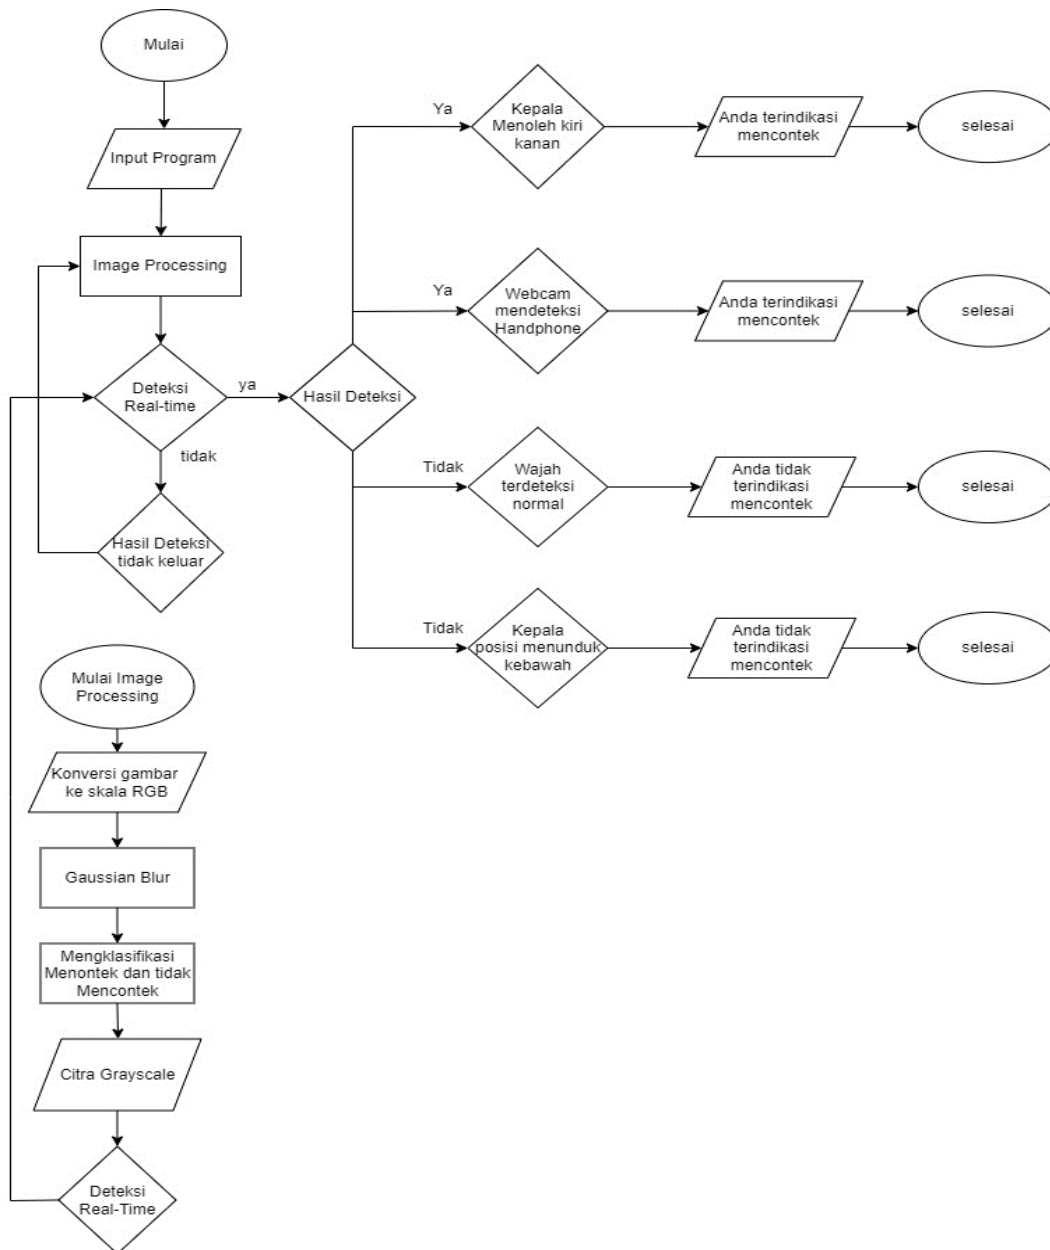 Mulai
Input Program
Image Processing
Deteksi
Real-time
ya
tidak
Hasil Deteksi
tidak keluar
Hasil Deteksi
Ya
Kepala
Menoleh kiri
kanan
Anda terindikasi
mencontek
selesai
Ya
Webcam
mendeteksi
Handphone
Anda terindikasi
mencontek
selesai
Tidak
Wajah
terdeteksi
normal
Anda tidak
terindikasi
mencontek
selesai
Tidak
Kepala
posisi menunduk
kebawah
Anda tidak
terindikasi
mencontek
selesai
Mulai Image
Processing
Konversi gambar
ke skala RGB
Gaussian Blur
Mengklasifikasi
Menontek dan tidak
Mencontek
Citra Grayscale
Deteksi
Real-Time